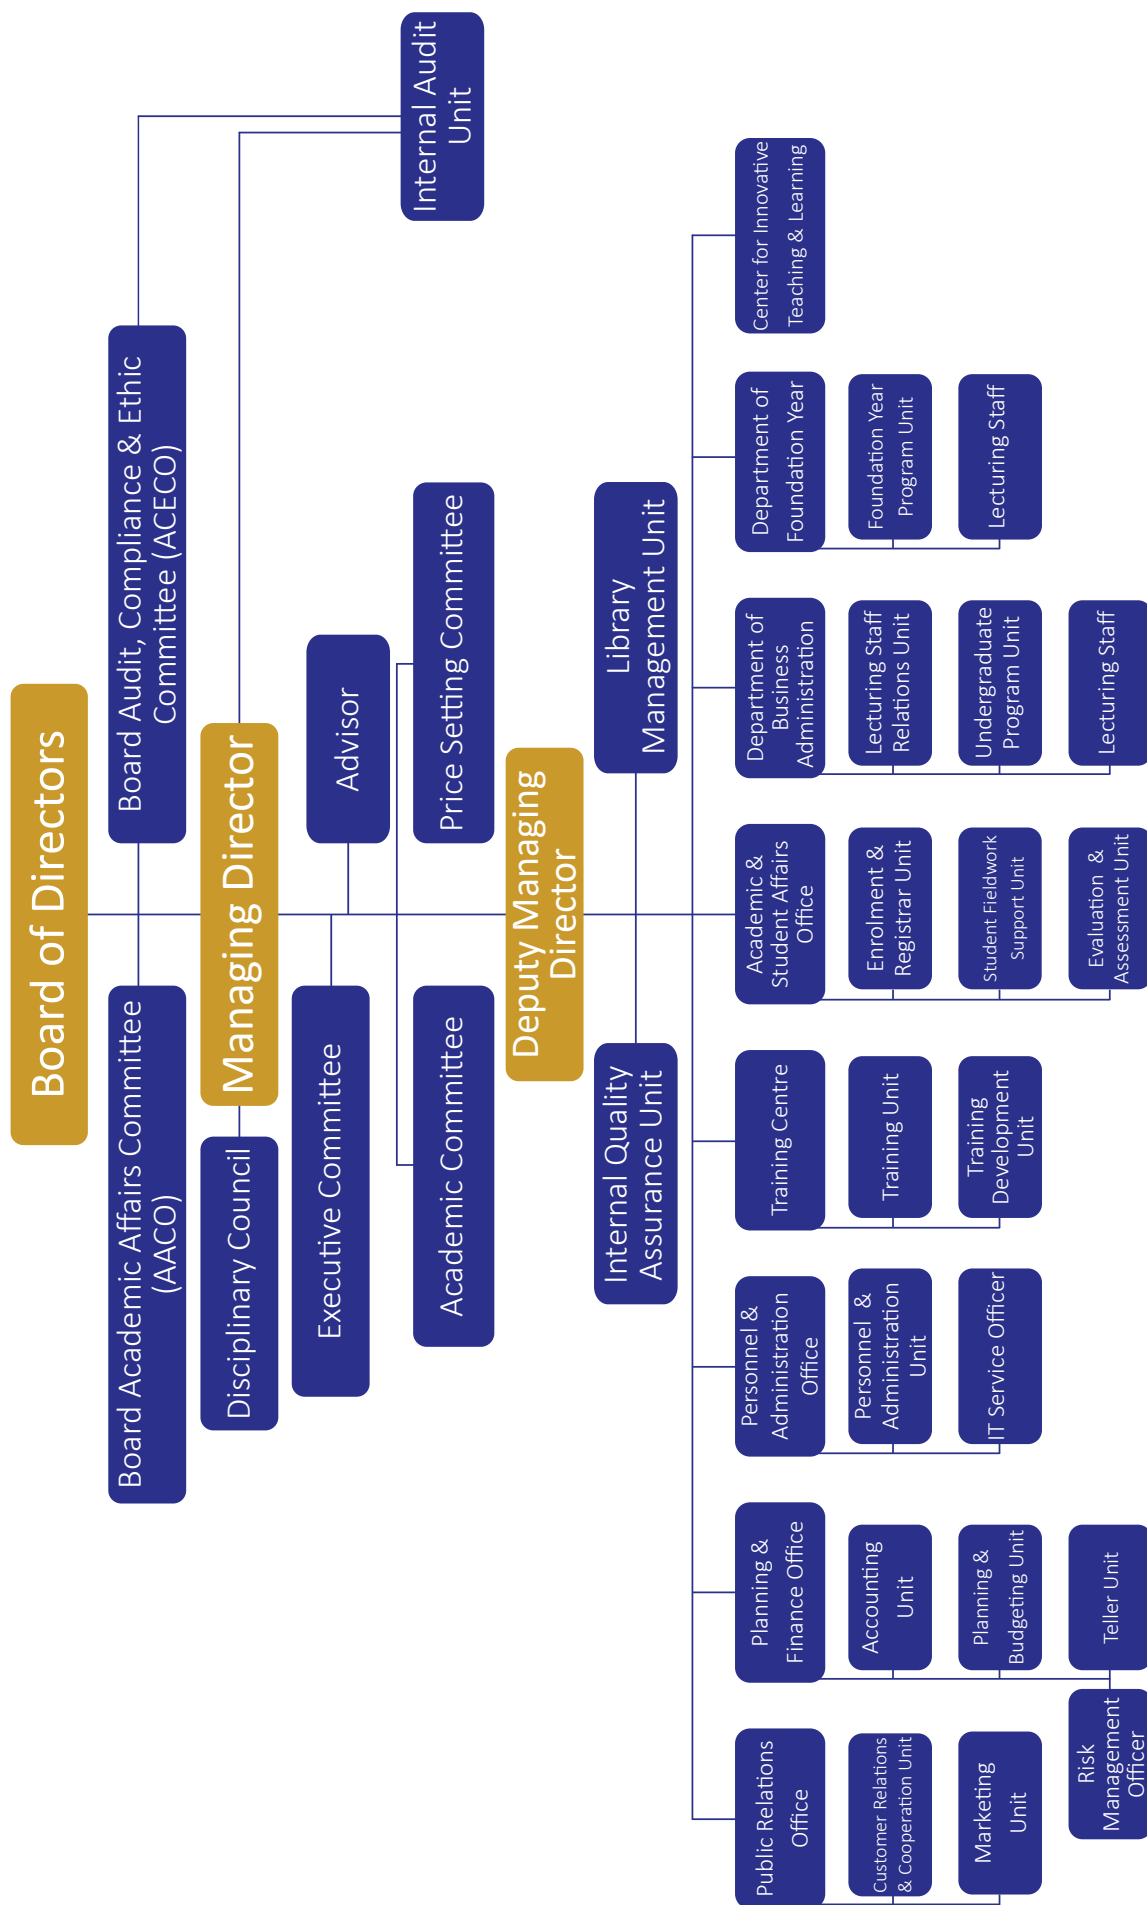 Board of Directors
Board Academic Affairs Committee
(AACO)
Board Audit, Compliance & Ethic
Committee (ACECO)
Disciplinary Council
Managing Director
Internal Audit
Unit
Executive Committee
Advisor
Academic Committee
Price Setting Committee
Deputy Managing
Director
Internal Quality
Assurance Unit
Library
Management Unit
Public Relations
Office
Customer Relations
& Cooperation Unit
Marketing
Unit
Planning &
Finance Office
Accounting
Unit
Planning &
Budgeting Unit
Risk
Management
Officer
Teller Unit
Personnel &
Administration
Office
Personnel &
Administration
Unit
IT Service Officer
Training Centre
Training Unit
Training
Development
Unit
Academic &
Student Affairs
Office
Enrolment &
Registrar Unit
Student Fieldwork
Support Unit
Evaluation &
Assessment Unit
Department of
Business
Administration
Lecturing Staff
Relations Unit
Undergraduate
Program Unit
Lecturing Staff
Department of
Foundation Year
Foundation Year
Program Unit
Lecturing Staff
Center for Innovative
Teaching & Learning